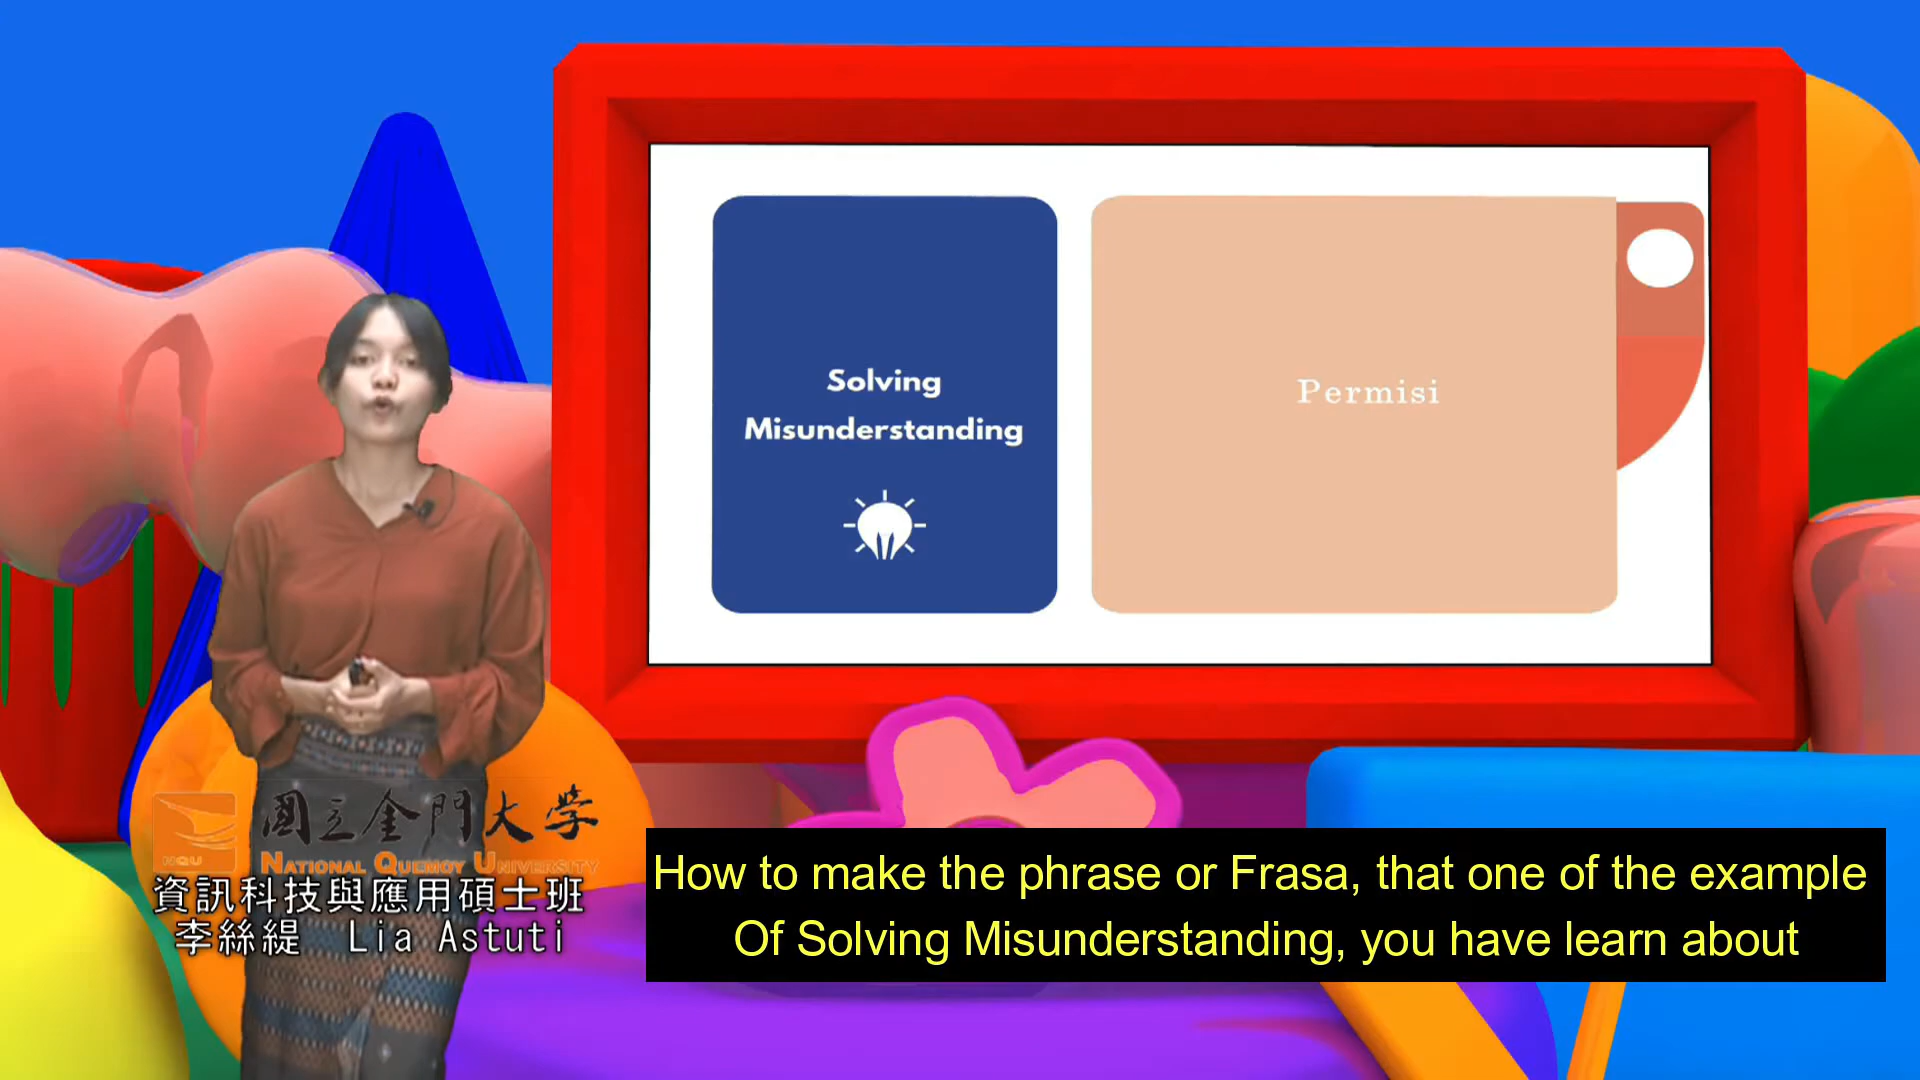 Solving
Misunderstanding
Permisi
NQU
國立金門大學
NATIONAL QUEMOY UNIVERSITY
資訊科技與應用碩士班
李絲緹 Lia Astuti
How to make the phrase or Frasa, that one of the example
Of Solving Misunderstanding, you have learn about